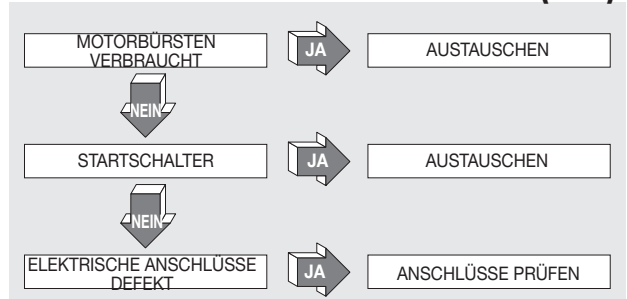 MOTORBÜRSTEN
VERBRAUCHT
JA
AUSTAUSCHEN
NEIN
STARTSCHALTER
JA
AUSTAUSCHEN
NEIN
ELEKTRISCHE ANSCHLÜSSE
DEFEKT
JA
ANSCHLÜSSE PRÜFEN